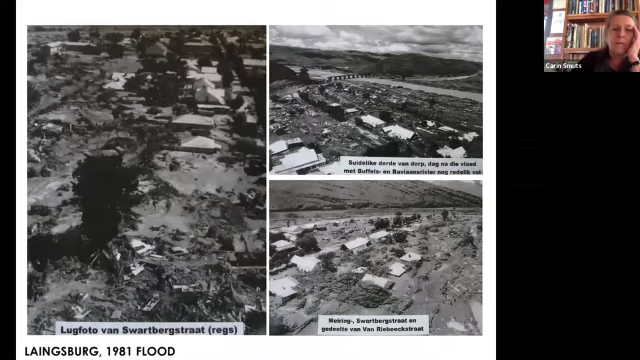 Carin Smuts
Suidelike derde van dorp, dag na die vloed
met Buffels- en Baviaansrivier nog redelik vol
Lugfoto van Swartbergstraat (regs)
Meiring-, Swartbergstraat en
gedeelte van Van Riebeeckstraat
LAINGSBURG, 1981 FLOOD